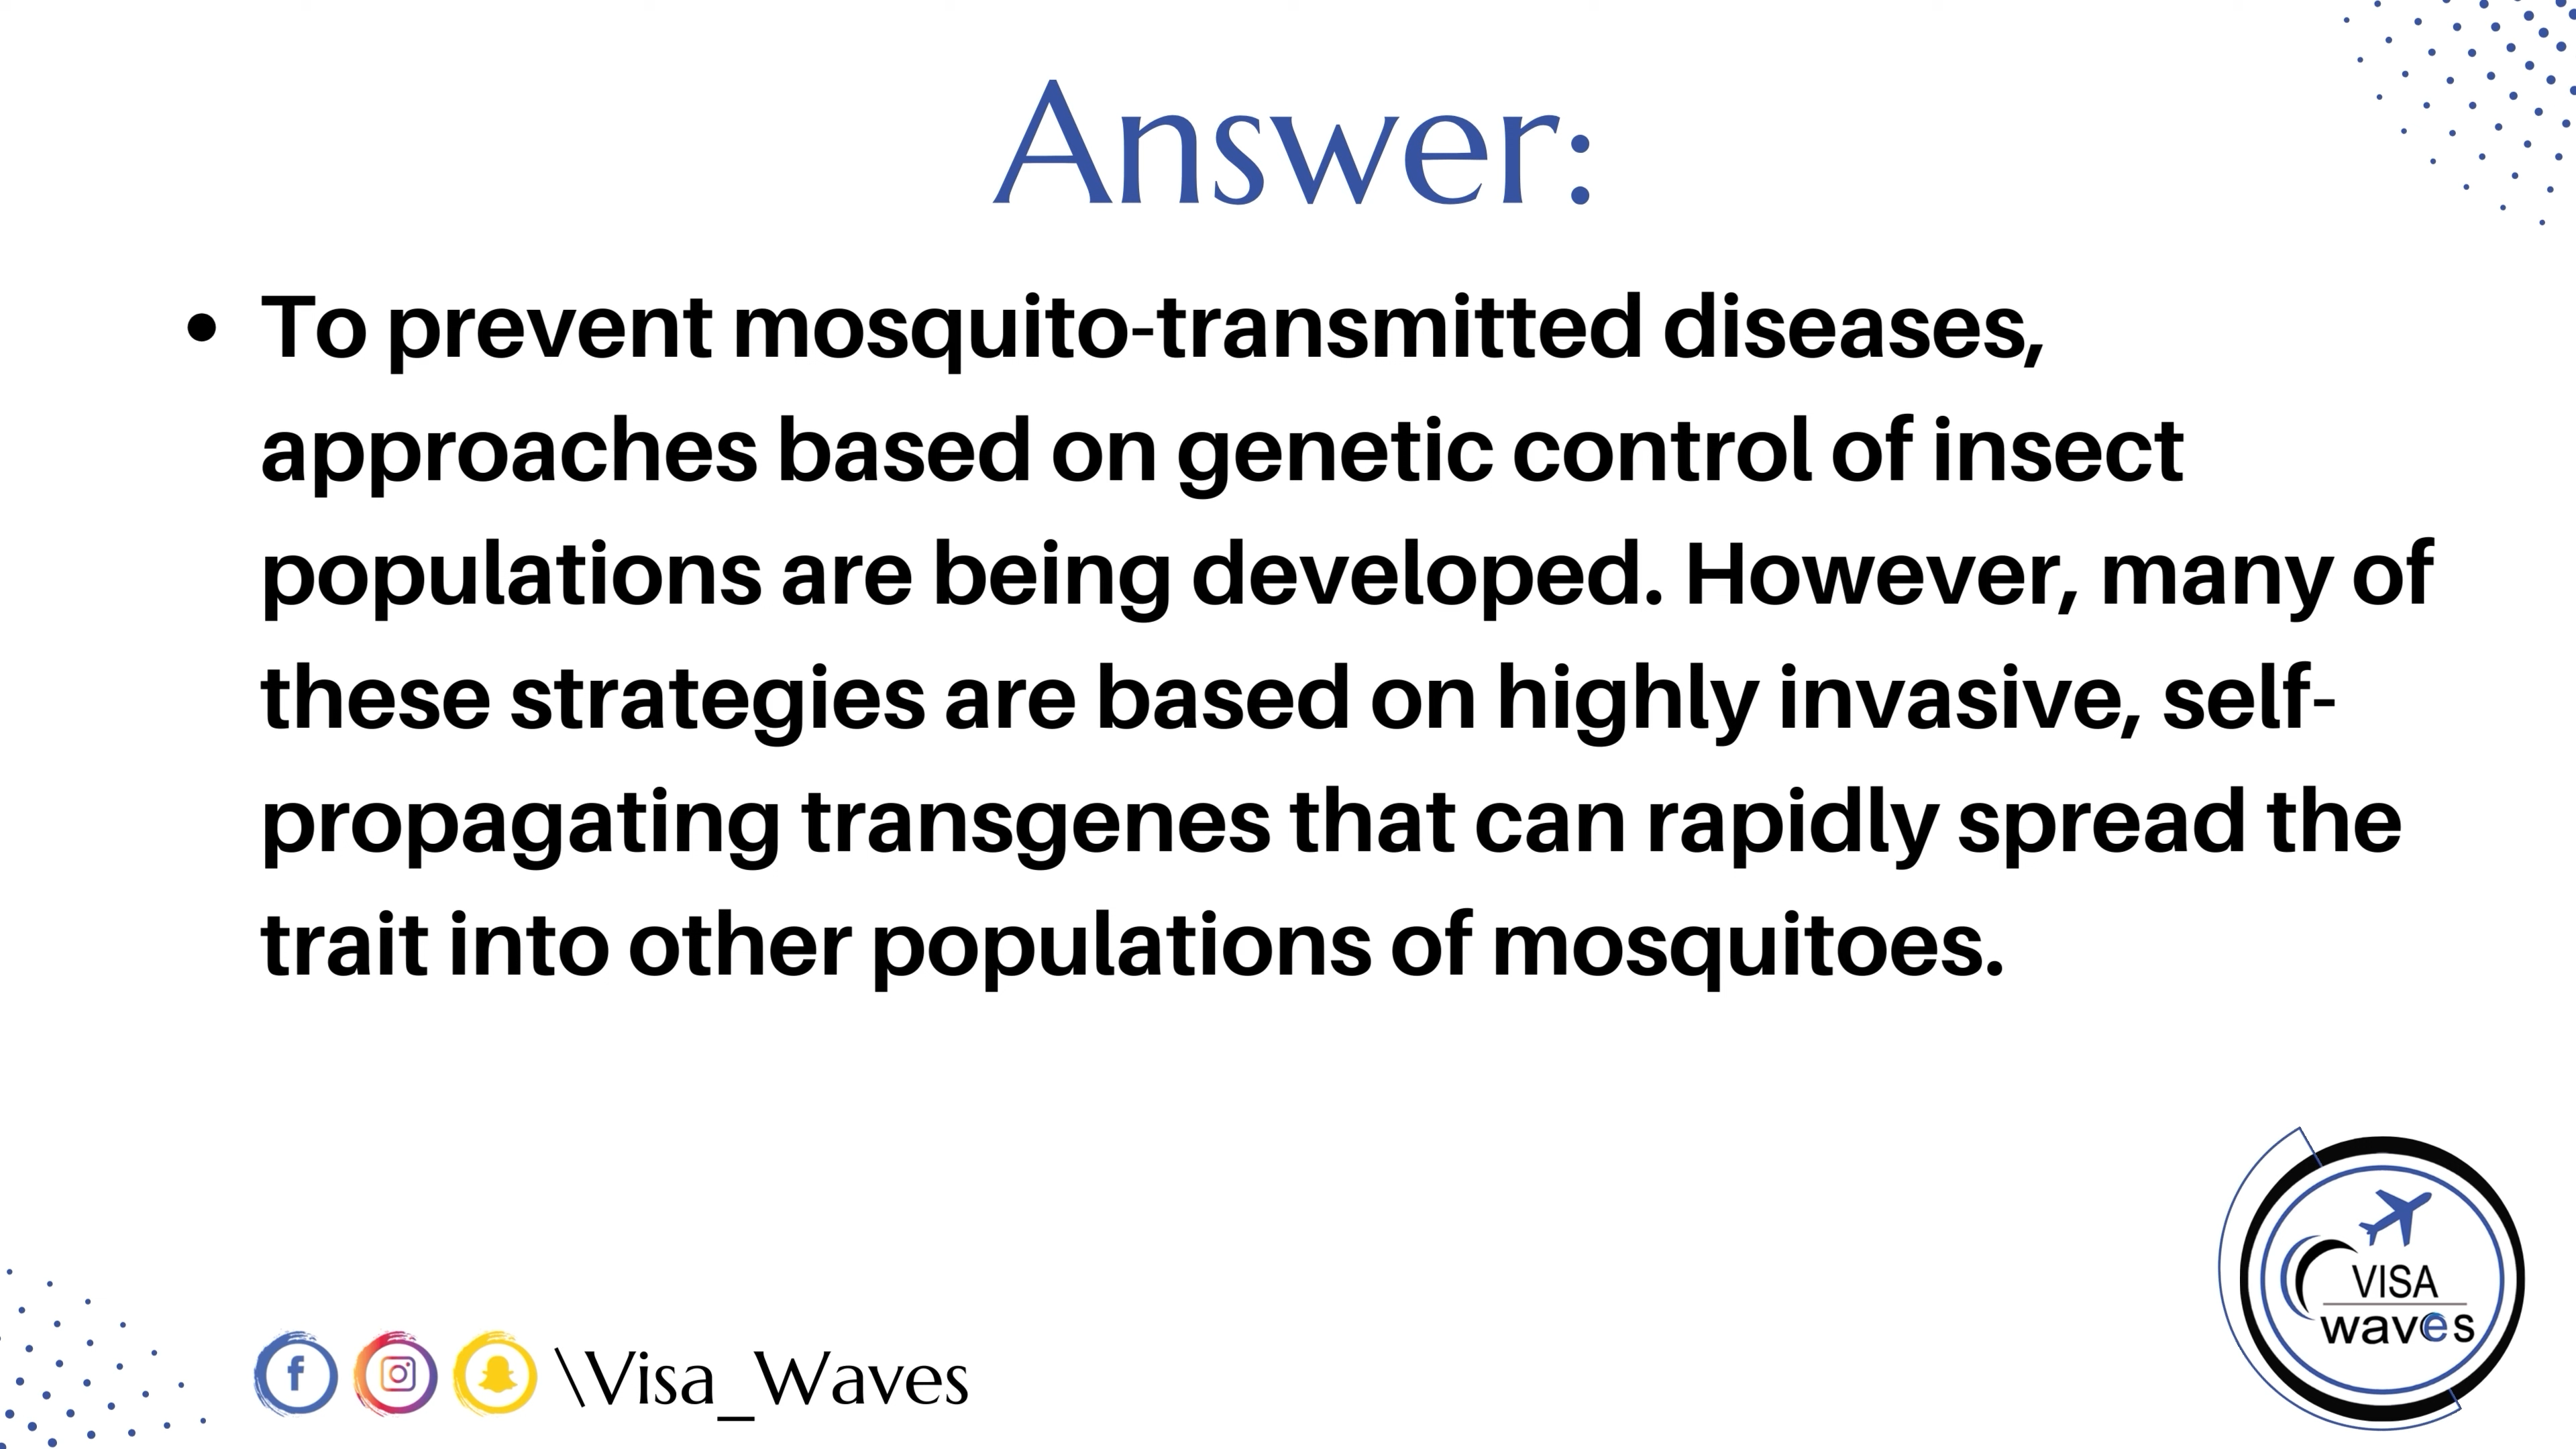 Answer:
• To prevent mosquito-transmitted diseases,
approaches based on genetic control of insect
populations are being developed. However, many of
these strategies are based on highly invasive, self-
propagating transgenes that can rapidly spread the
trait into other populations of mosquitoes.
VISA
waves
\Visa_Waves